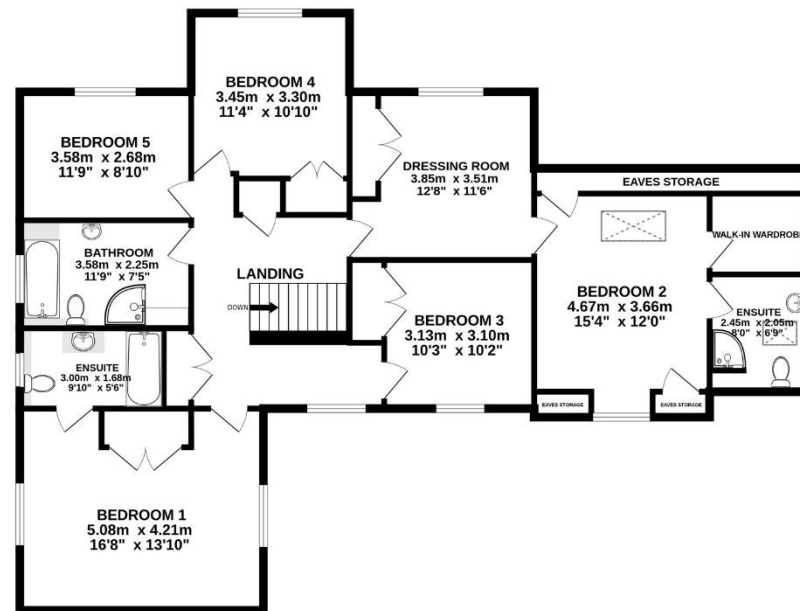 BEDROOM 4
3.45m x 3.30m
11'4" x 10'10"
BEDROOM 5
3.58m x 2.68m
11'9" x 8'10"
DRESSING ROOM
3.85m x 3.51m
12'8" x 11'6"
EAVES STORAGE
BATHROOM
3.58m x 2.25m
11'9" x 7'5"
WALK-IN WARDROBE
LANDING
DOWN
BEDROOM 2
4.67m x 3.66m
15'4" x 12'0"
ENSUITE
2.45m x 2.05m
8'0" x 6'9"
BEDROOM 3
3.13m x 3.10m
10'3" x 10'2"
ENSUITE
3.00m x 1.68m
9'10" x 5'6"
EAVES STORAGE
EAVES STORAGE
BEDROOM 1
5.08m x 4.21m
16'8" x 13'10"